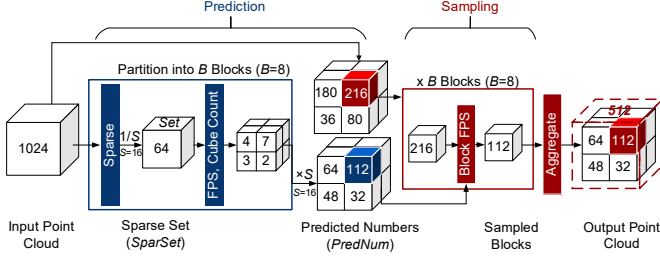 Prediction
Sampling
Partition into B Blocks (B=8)
x B Blocks (B=8)
1024
Sparse
1/S
S=16
Set
64
FPS, Cube Count
4 7
3 2
×S
S=16
180 216
36 80
64 112
48 32
216
Block FPS
112
Aggregate
512
64 112
48 32
Input Point
Cloud
Sparse Set
(SparSet)
Predicted Numbers
(PredNum)
Sampled
Blocks
Output Point
Cloud